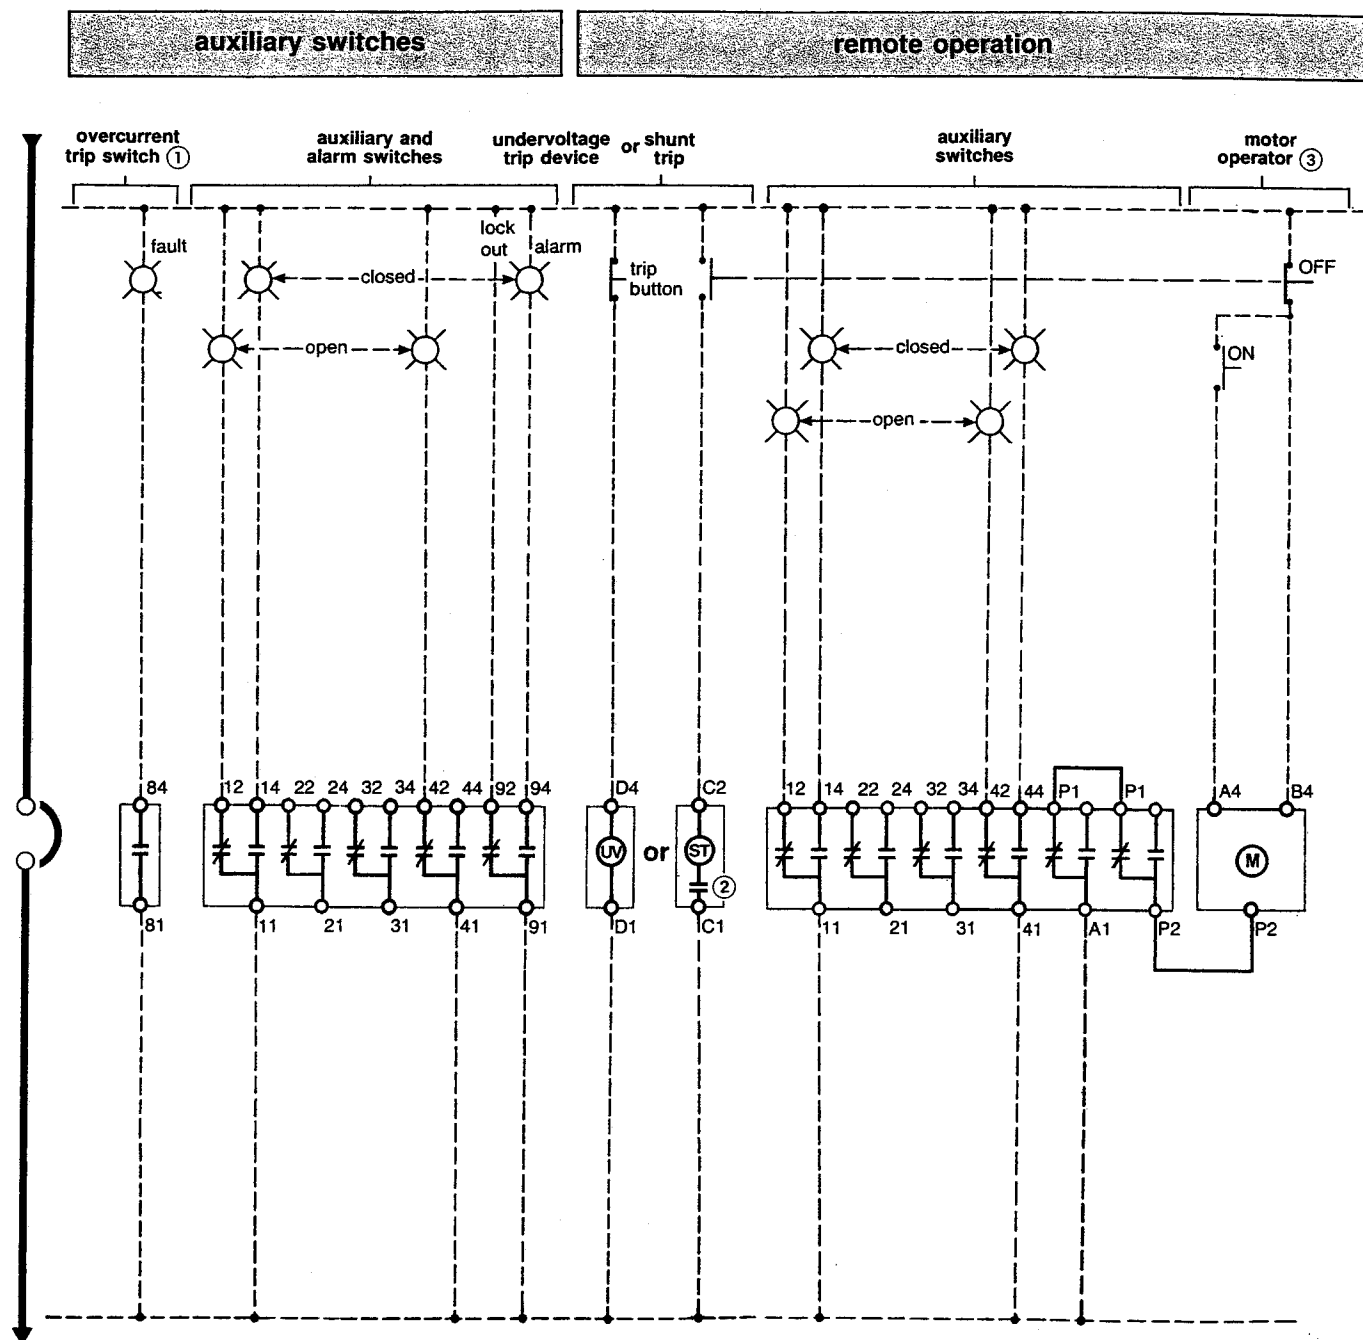 auxiliary switches
remote operation
overcurrent
trip switch ①
auxiliary and
alarm switches
undervoltage
trip device
or
shunt
trip
auxiliary
switches
motor
operator ③
fault
lock
out
alarm
closed
trip
button
OFF
open
closed
ON
open
84
12 14 22 24 32 34 42 44 92 94
D4
C2
12 14 22 24 32 34 42 44 P1 P1
A4 B4
UV
or
ST
②
M
81
11 21 31 41 91
D1
C1
11 21 31 41 A1 P2
P2